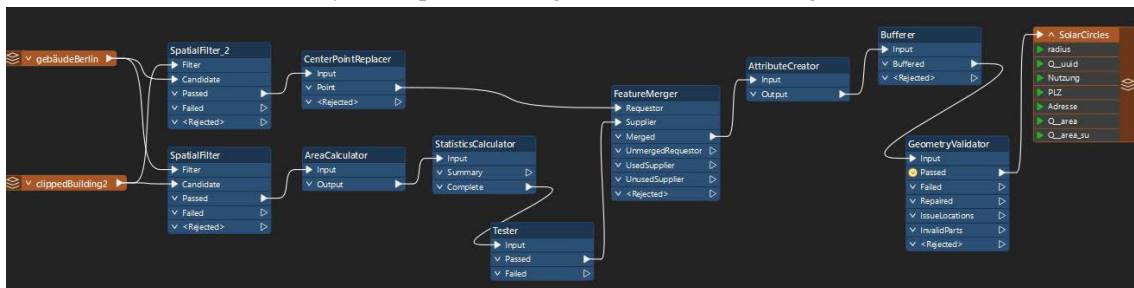 gebäudeBerlin
clippedBuilding2
SpatialFilter_2
Filter
Candidate
Passed
Failed
<Rejected>
SpatialFilter
Filter
Candidate
Passed
Failed
<Rejected>
CenterPointReplacer
Input
Point
<Rejected>
AreaCalculator
Input
Output
StatisticsCalculator
Input
Summary
Complete
Tester
Input
Passed
Failed
FeatureMerger
Requestor
Supplier
Merged
UnmergedRequestor
UsedSupplier
UnusedSupplier
<Rejected>
AttributeCreator
Input
Output
Bufferer
Input
Buffered
<Rejected>
GeometryValidator
Input
Passed
Failed
Repaired
IssueLocations
InvalidParts
<Rejected>
SolarCircles
radius
Q_uuid
Nutzung
PLZ
Adresse
Q_area
Q_area_su